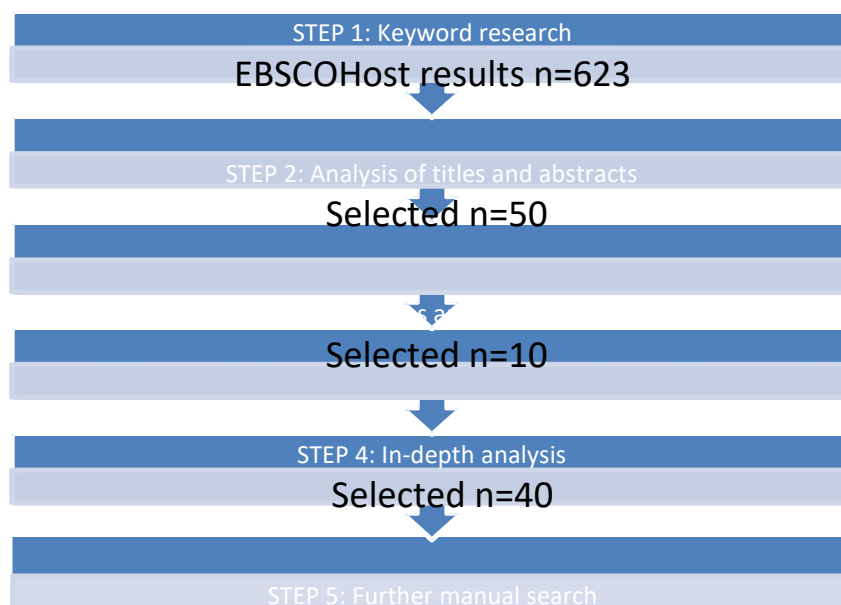 STEP 1: Keyword research
EBSCOHost results n=623
STEP 2: Analysis of titles and abstracts
Selected n=50
s a
Selected n=10
STEP 4: In-depth analysis
Selected n=40
STEP 5: Further manual search